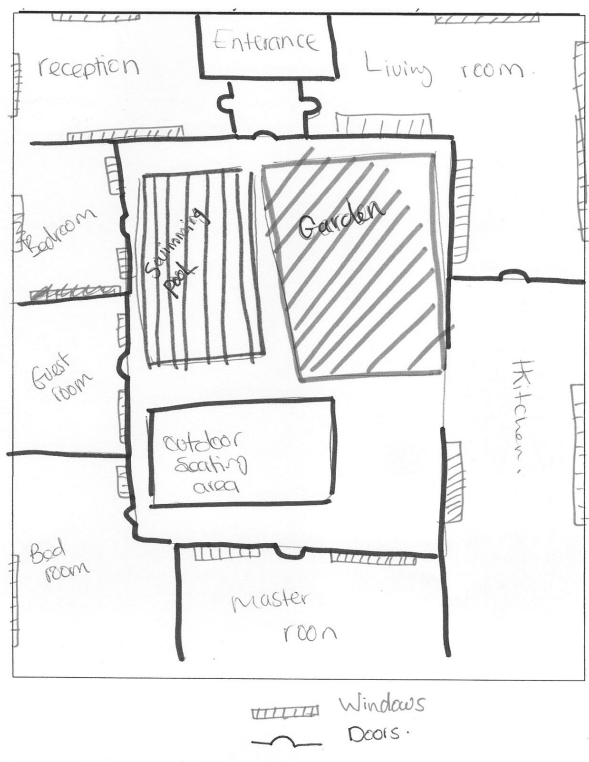 Enterance
reception
Living room.
Bedroom
Swimming
pool
Garden
Guest
room
Kitchen.
outdoor
Seating
area
Bed
room
Master
room
Windows
Doors.